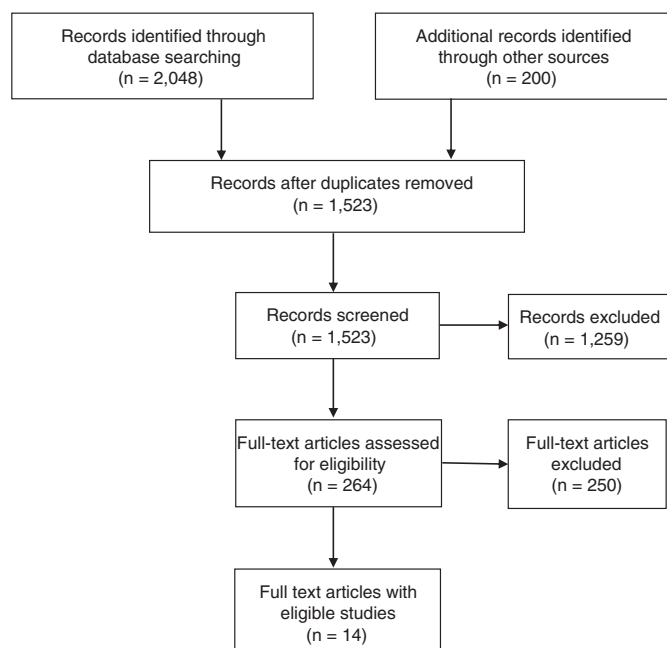 Records identified through
database searching
(n = 2,048)
Additional records identified
through other sources
(n = 200)
Records after duplicates removed
(n = 1,523)
Records screened
(n = 1,523)
Records excluded
(n = 1,259)
Full-text articles assessed
for eligibility
(n = 264)
Full-text articles
excluded
(n = 250)
Full text articles with
eligible studies
(n = 14)